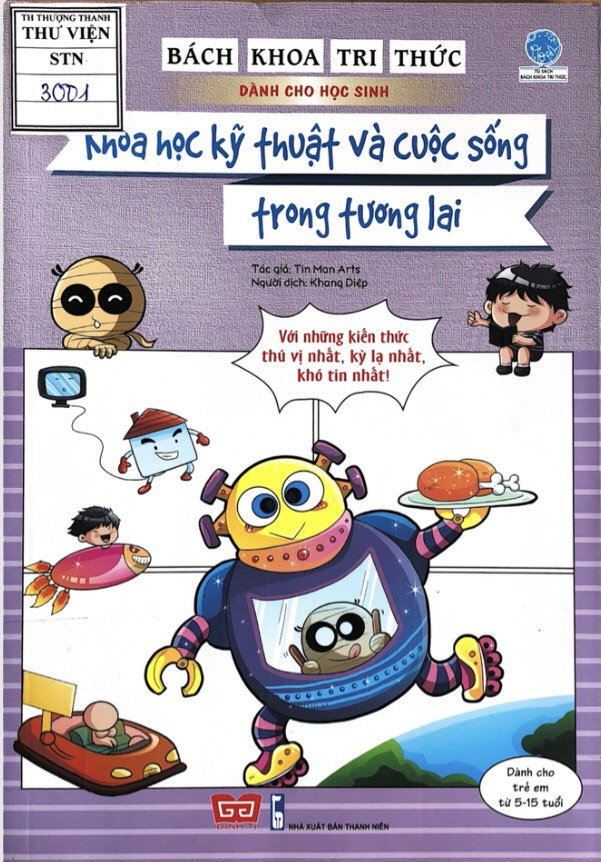 TH THƯỢNG THANH
THƯ VIỆN
STN
3001
BÁCH KHOA TRI THỨC
DÀNH CHO HỌC SINH
TỦ SÁCH
BÁCH KHOA TRI THỨC
Khoa học kỹ thuật và cuộc sống
trong tương lai
Tác giả: Tin Man Arts
Người dịch: Khang Diệp
Với những kiến thức
thú vị nhất, kỳ lạ nhất,
khó tin nhất!
Dành cho
trẻ em
từ 5-15 tuổi
ĐINH TỊ
NHÀ XUẤT BẢN THANH NIÊN